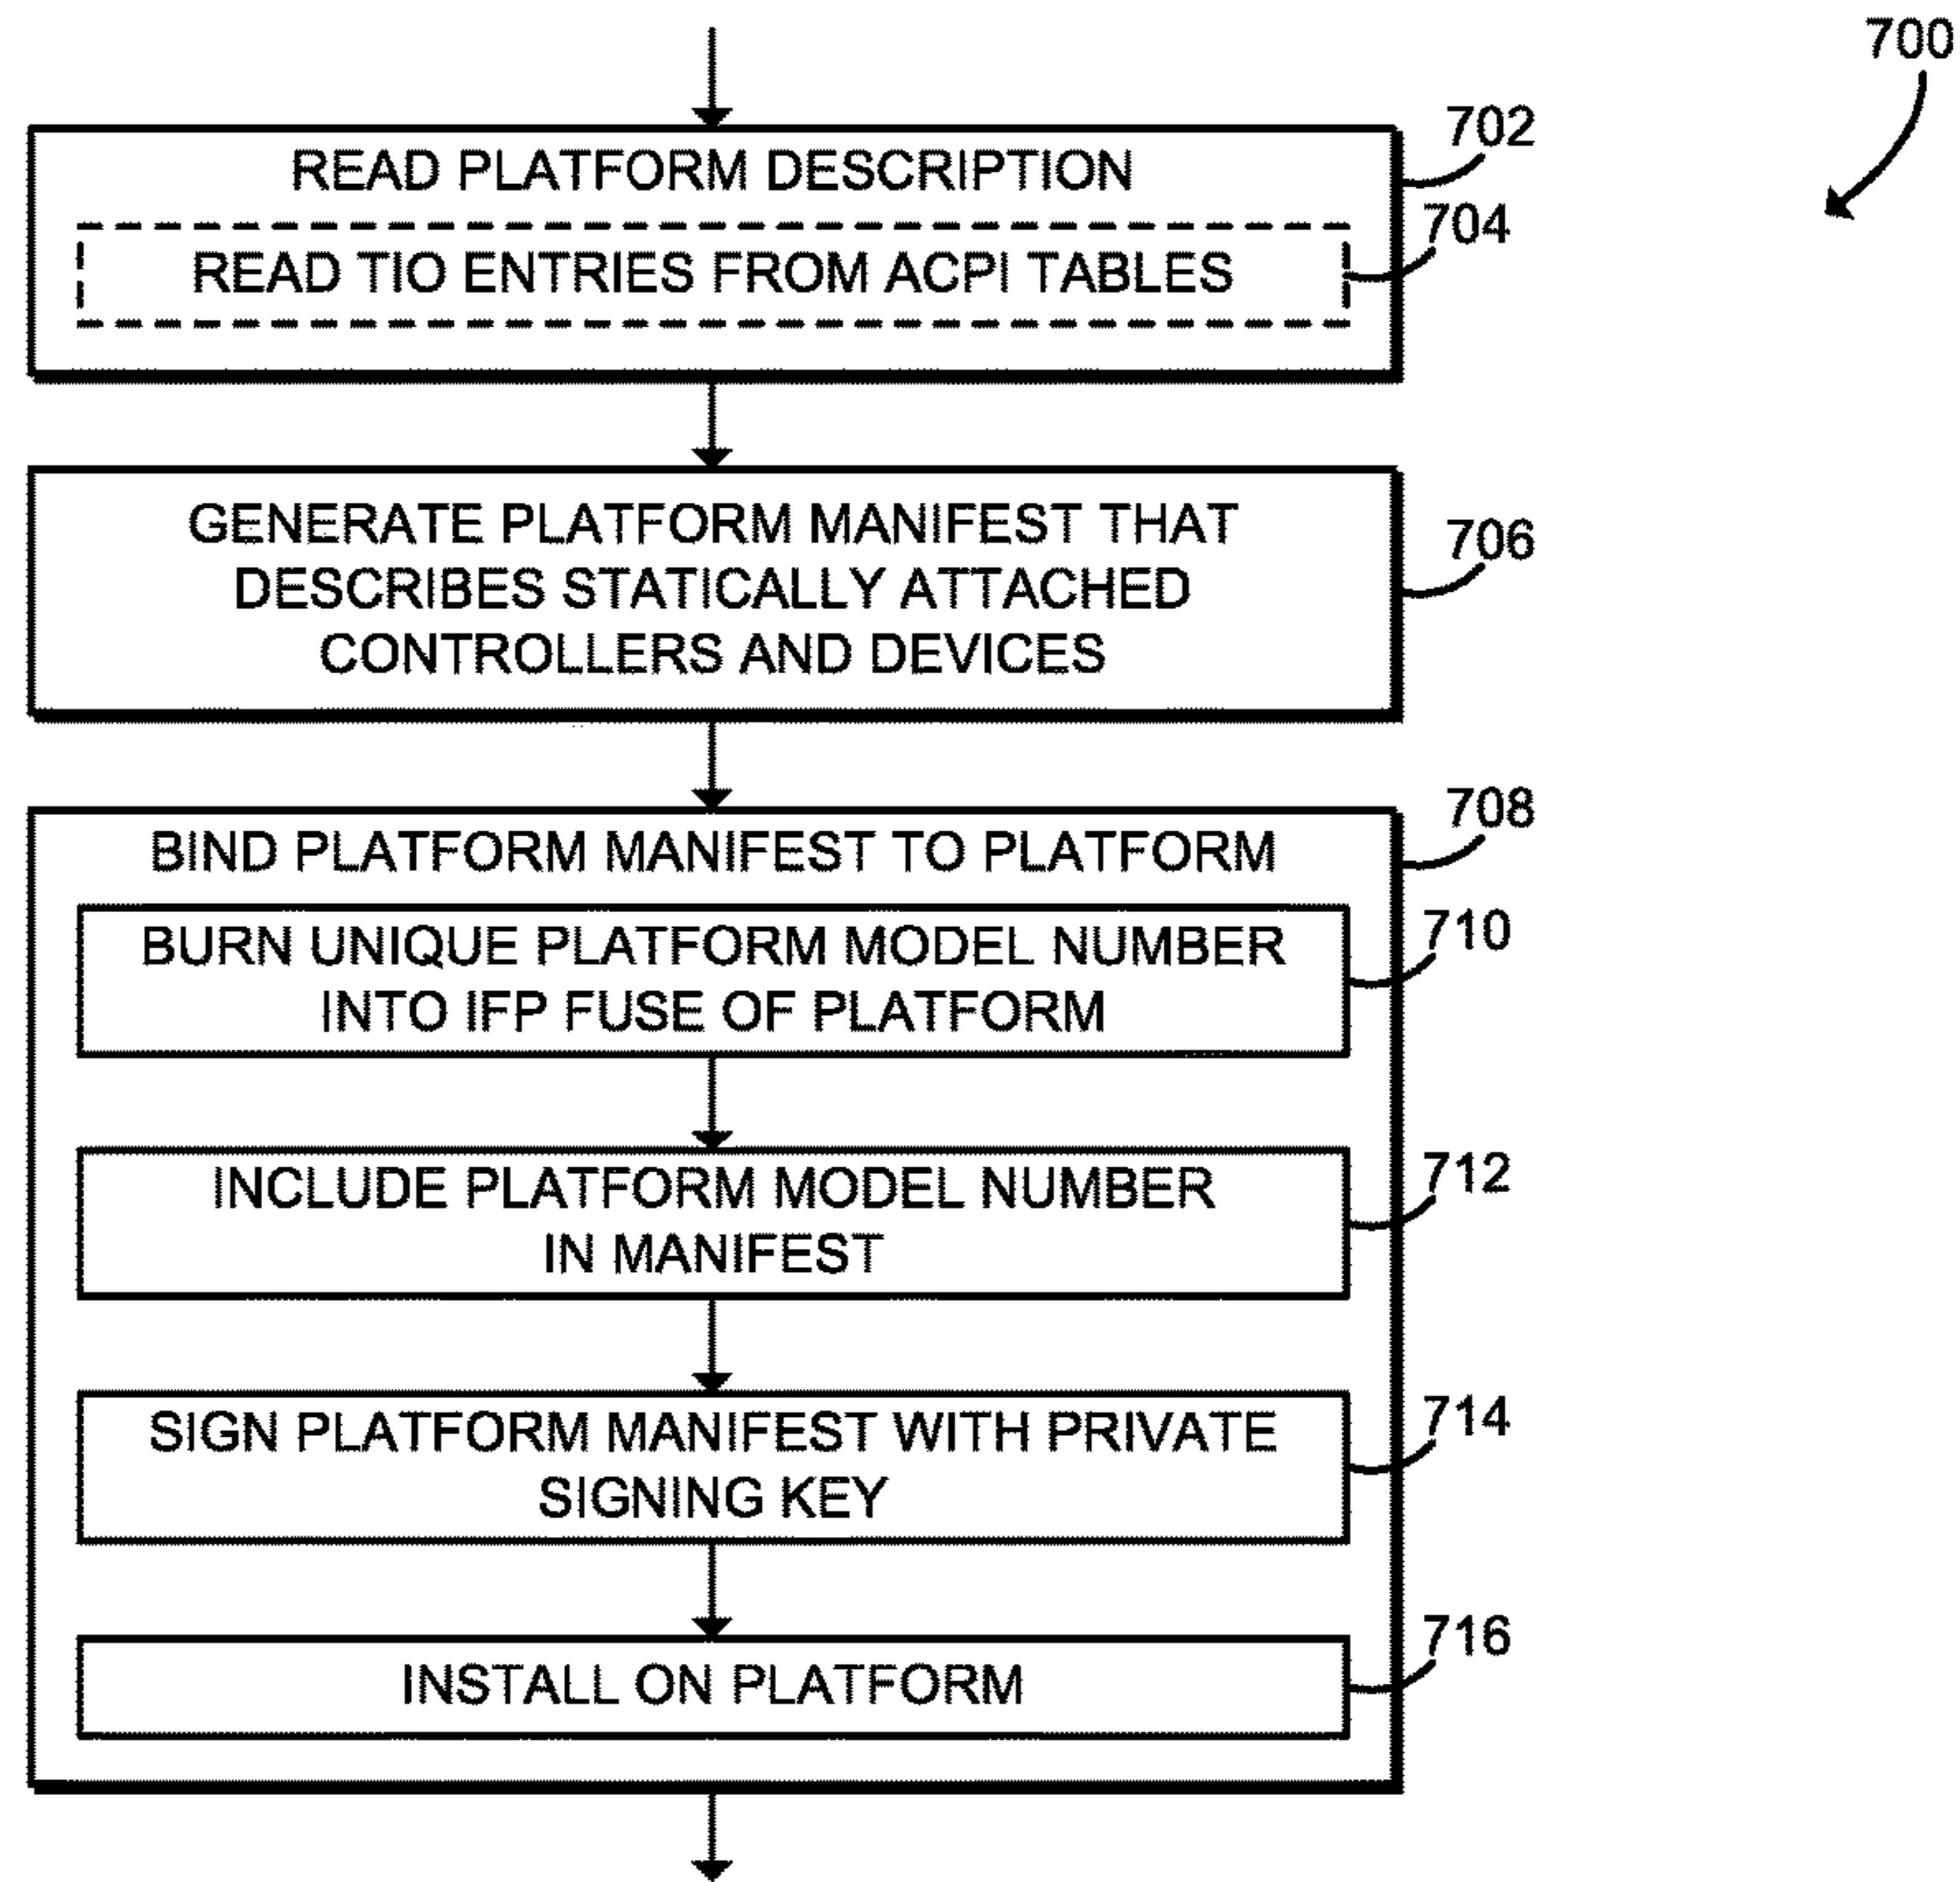 700
702
READ PLATFORM DESCRIPTION
704
READ TIO ENTRIES FROM ACPI TABLES
GENERATE PLATFORM MANIFEST THAT
706
DESCRIBES STATICALLY ATTACHED
CONTROLLERS AND DEVICES
708
BIND PLATFORM MANIFEST TO PLATFORM
710
BURN UNIQUE PLATFORM MODEL NUMBER
INTO IFP FUSE OF PLATFORM
712
INCLUDE PLATFORM MODEL NUMBER
IN MANIFEST
714
SIGN PLATFORM MANIFEST WITH PRIVATE
SIGNING KEY
716
INSTALL ON PLATFORM